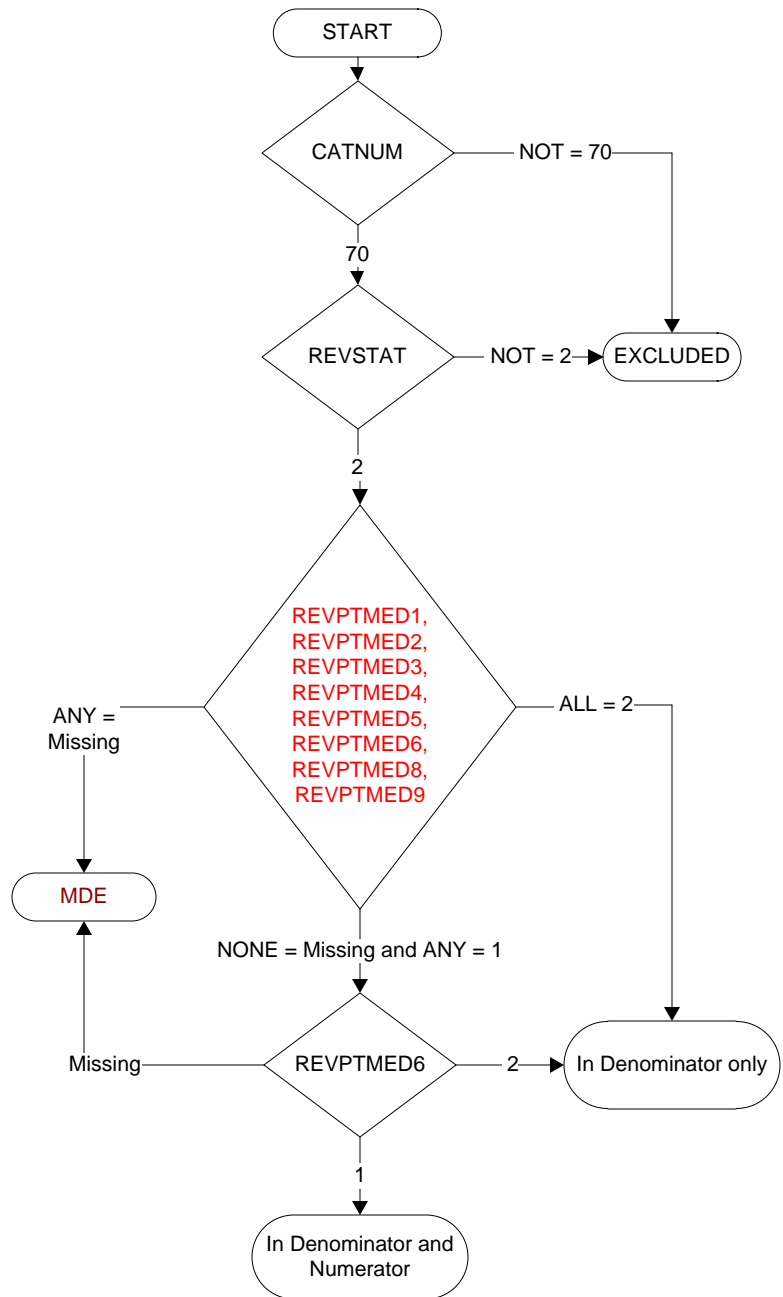 START
CATNUM
NOT = 70
70
REVSTAT
NOT = 2
EXCLUDED
2
REVPTMED1,
REVPTMED2,
REVPTMED3,
REVPTMED4,
REVPTMED5,
REVPTMED6,
REVPTMED8,
REVPTMED9
ANY =
Missing
ALL = 2
MDE
NONE = Missing and ANY = 1
Missing
REVPTMED6
2
In Denominator only
1
In Denominator and
Numerator